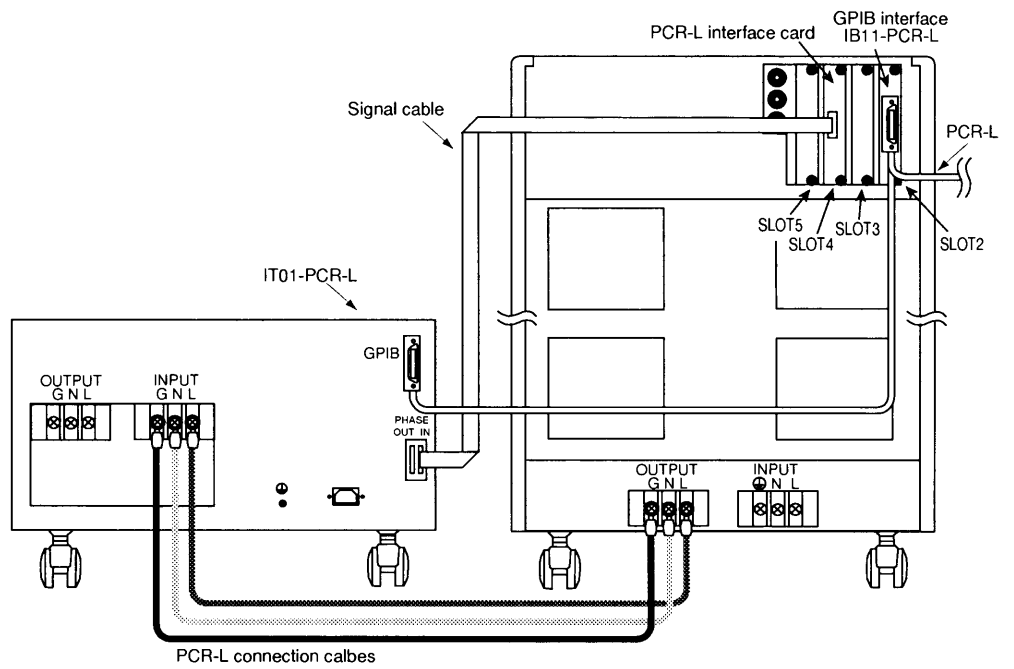 GPIB interface
IB11-PCR-L
PCR-L interface card
Signal cable
PCR-L
SLOT5
SLOT4
SLOT3
SLOT2
IT01-PCR-L
GPIB
OUTPUT
G N L
INPUT
G N L
PHASE
OUT IN
OUTPUT
G N L
INPUT
N L
PCR-L connection calbes